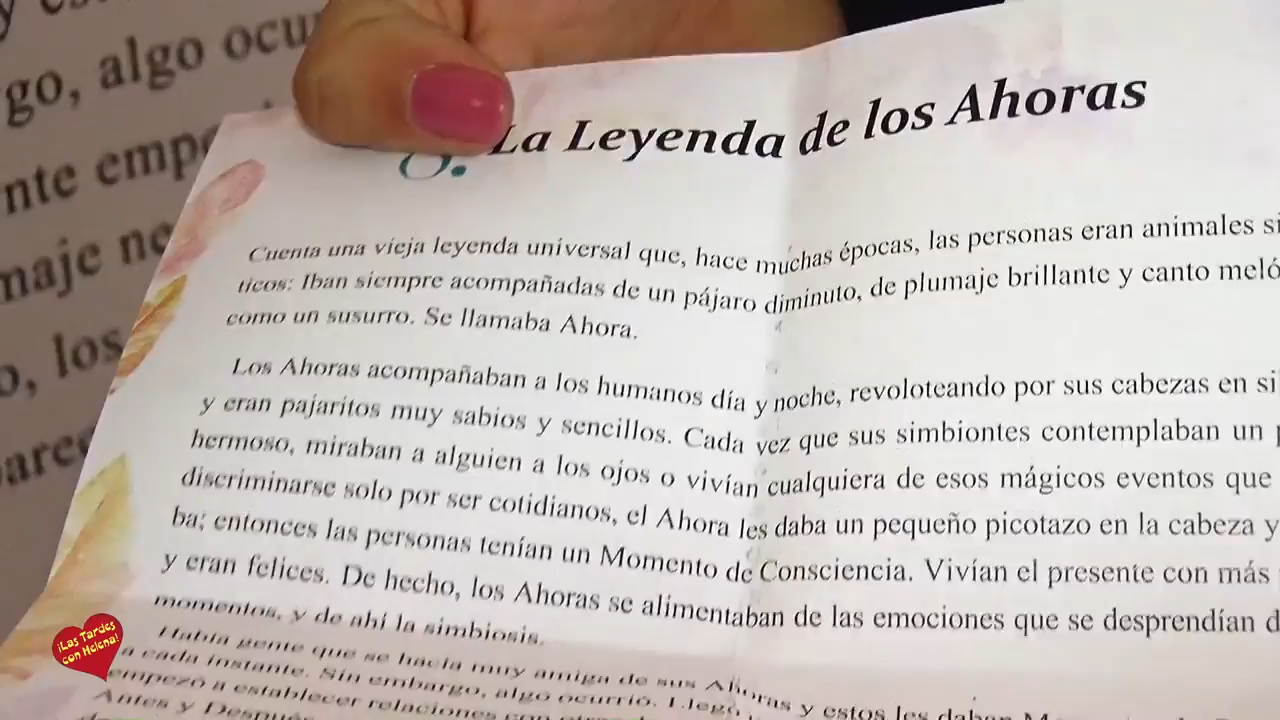 La Leyenda de los Ahoras
Cuenta una vieja leyenda universal que, hace muchas épocas, las personas eran animales si
ticos: Iban siempre acompañadas de un pájaro diminuto, de plumaje brillante y canto meló
como un susurro. Se llamaba Ahora.
Los Ahoras acompañaban a los humanos día y noche, revoloteando por sus cabezas en si
y eran pajaritos muy sabios y sencillos. Cada vez que sus simbiontes contemplaban un
hermoso, miraban a alguien a los ojos o vivían cualquiera de esos mágicos eventos que
discriminarse solo por ser cotidianos, el Ahora les daba un pequeño picotazo en la cabeza y
ba; entonces las personas tenían un Momento de Consciencia. Vivían el presente con más
y eran felices. De hecho, los Ahoras se alimentaban de las emociones que se desprendían d
momentos, y de ahí la simbiosis.
Había gente que se hacía muy amiga de sus Ahoras y estos les daban
a cada instante. Sin embargo, algo ocurrió. Llegó
empezó a establecer relaciones con
Antes y Después
go, algo ocu
nte emp
maje ne
o, los
parec
¡Las Tardes
con Helena!